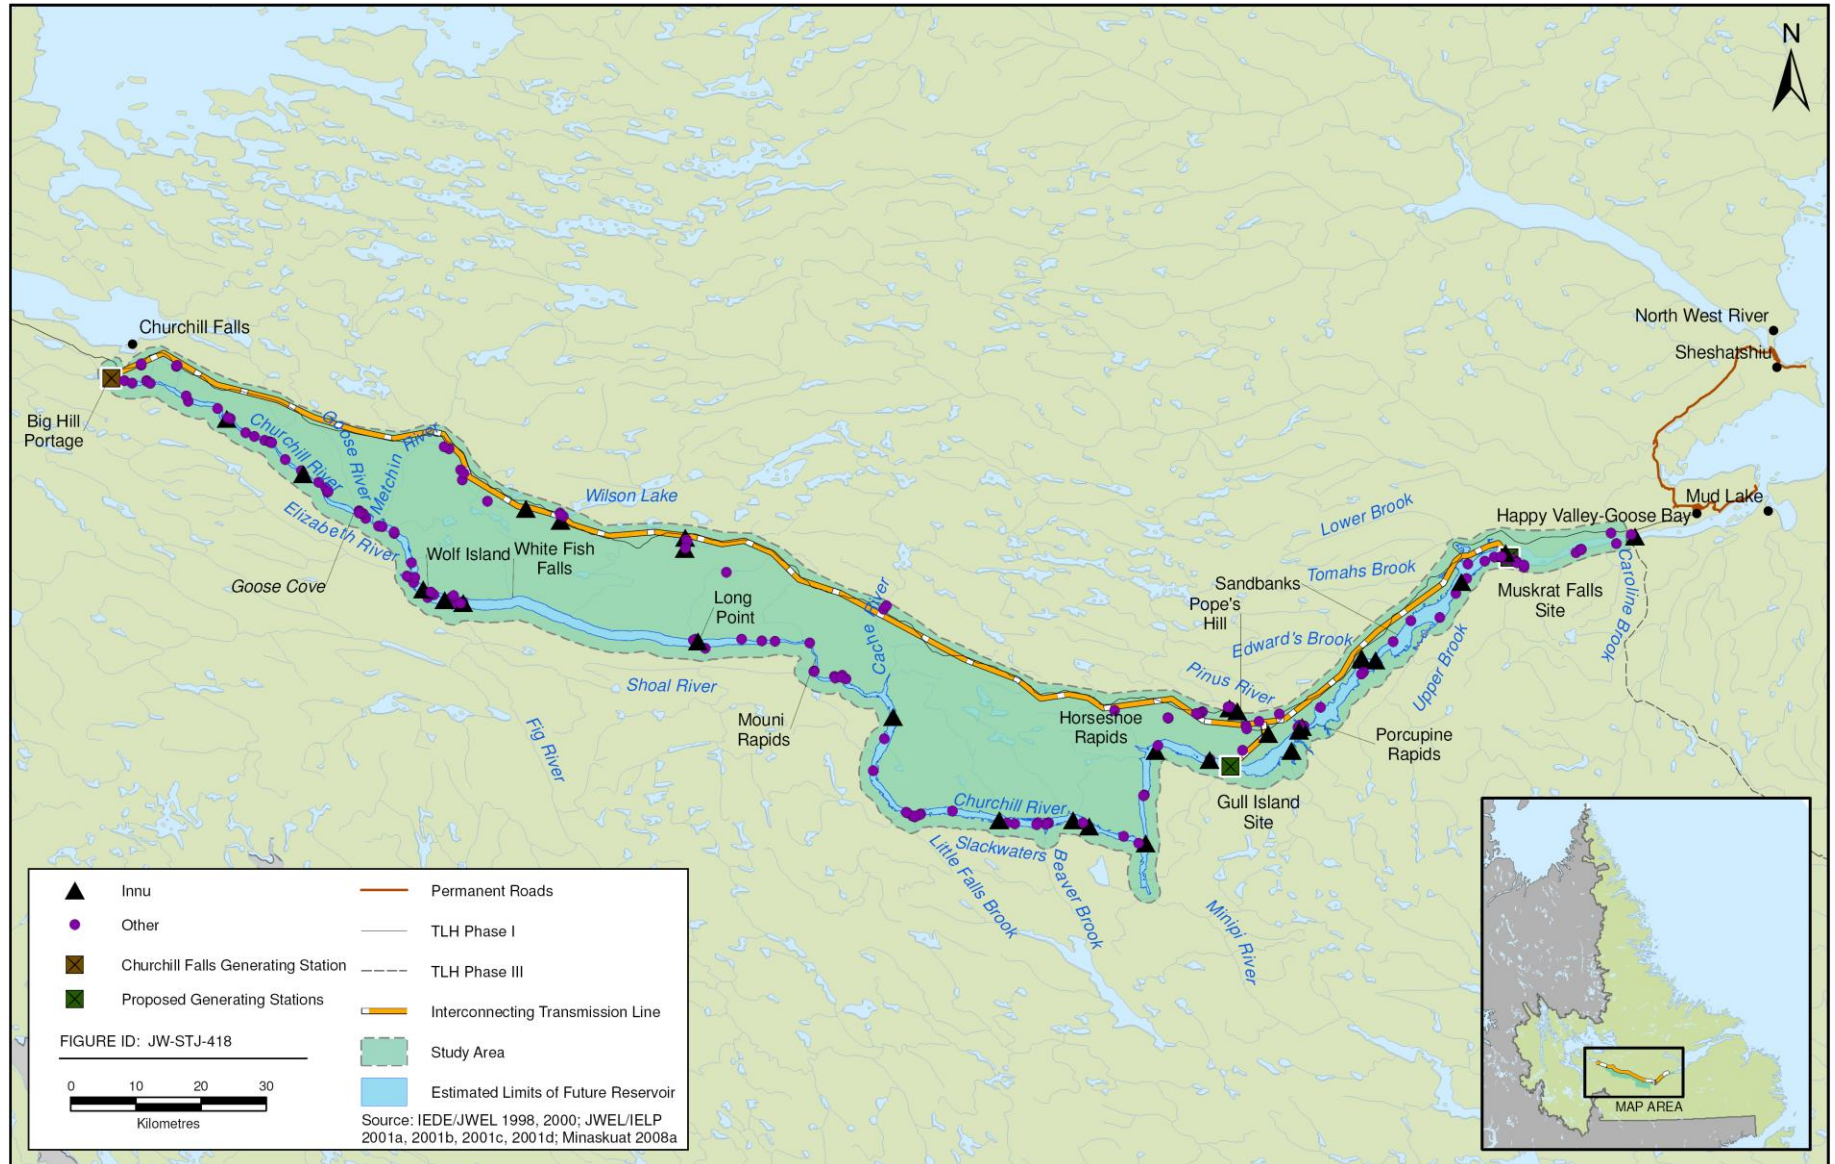 N
North West River
Sheshatshiu
Churchill Falls
Big Hill
Portage
Goose River
Churchill River
Metchin River
Elizabeth River
Goose Cove
Wolf Island
White Fish
Falls
Wilson Lake
Long
Point
Shoal River
Fig River
Mouni
Rapids
Cache River
Churchill River
Slackwaters
Little Falls Brook
Beaver Brook
Horseshoe
Rapids
Minipi River
Gull Island
Site
Pinus River
Pope's
Hill
Sandbanks
Edward's Brook
Tomahs Brook
Lower Brook
Upper Brook
Porcupine
Rapids
Muskrat Falls
Site
Caroline Brook
Happy Valley-Goose Bay
Mud Lake
Innu
Other
Churchill Falls Generating Station
Proposed Generating Stations
FIGURE ID: JW-STJ-418
0 10 20 30
Kilometres
Permanent Roads
TLH Phase I
TLH Phase III
Interconnecting Transmission Line
Study Area
Estimated Limits of Future Reservoir
Source: IEDE/JWEL 1998, 2000; JWEL/IELP
2001a, 2001b, 2001c, 2001d; Minaskuat 2008a
MAP AREA